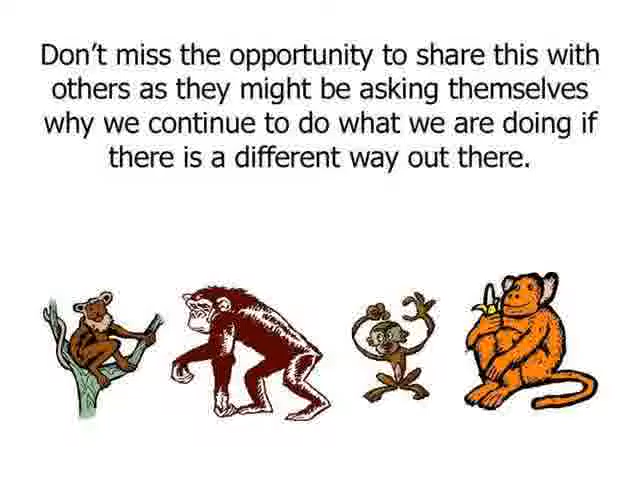 Don’t miss the opportunity to share this with
others as they might be asking themselves
why we continue to do what we are doing if
there is a different way out there.